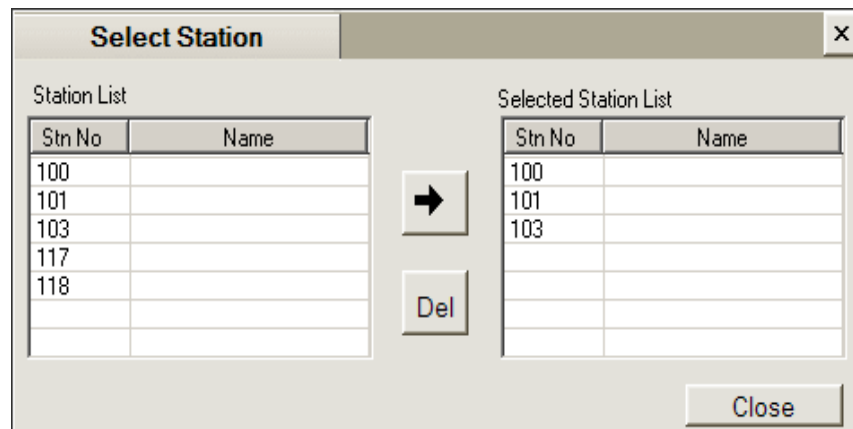 Select Station
×
Station List
Stn No Name
100
101
103
117
118
Del
Selected Station List
Stn No Name
100
101
103
Close